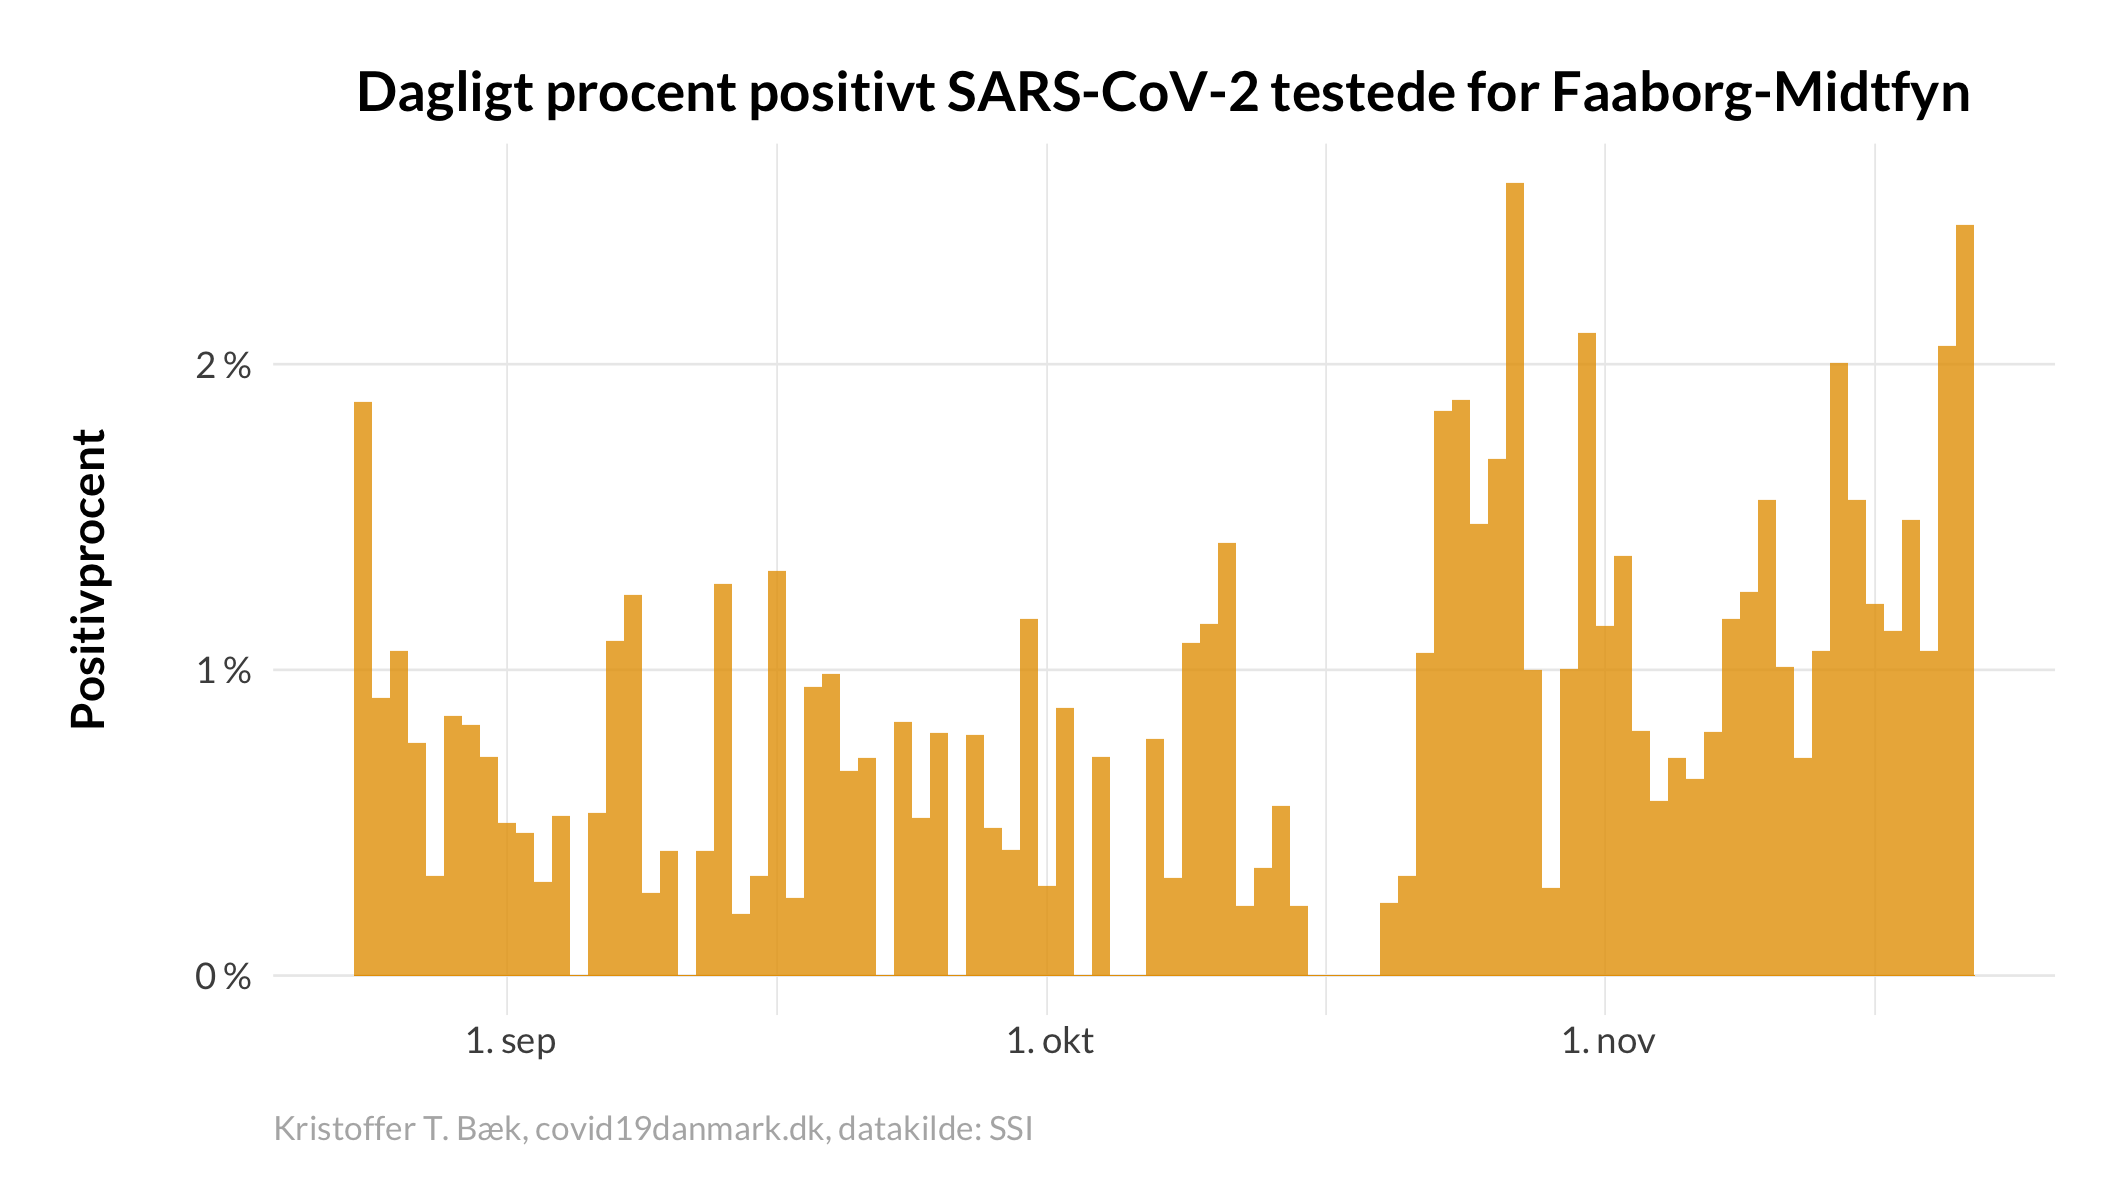 Dagligt procent positivt SARS-CoV-2 testede for Faaborg-Midtfyn
Positivprocent
2 %
1 %
0 %
1. sep
1. okt
1. nov
Kristoffer T. Bæk, covid19danmark.dk, datakilde: SSI